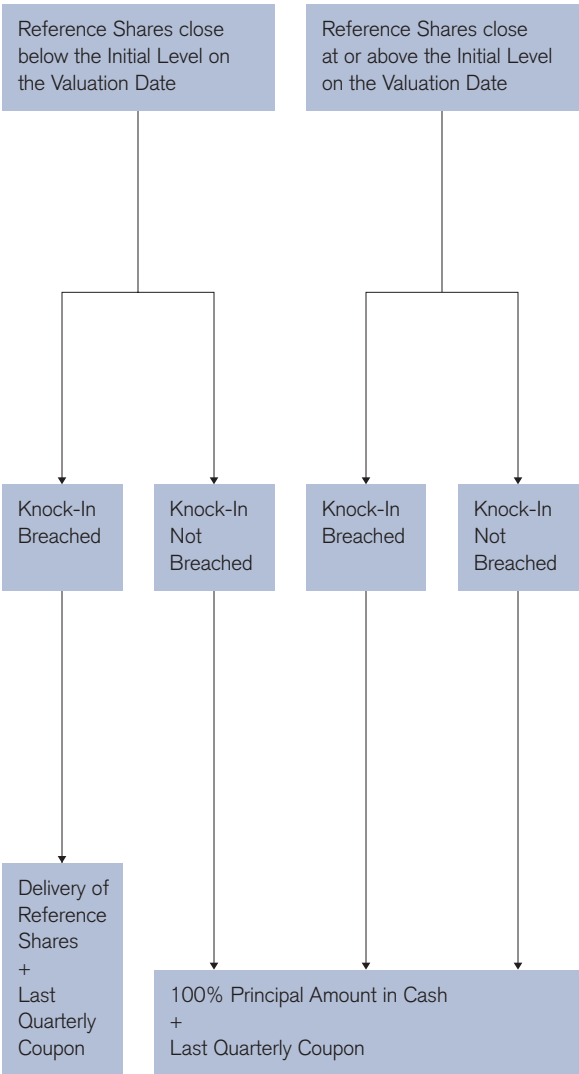 Reference Shares close
below the Initial Level on
the Valuation Date
Reference Shares close
at or above the Initial Level
on the Valuation Date
Knock-In
Breached
Knock-In
Not
Breached
Knock-In
Breached
Knock-In
Not
Breached
Delivery of
Reference
Shares
+
Last
Quarterly
Coupon
100% Principal Amount in Cash
+
Last Quarterly Coupon